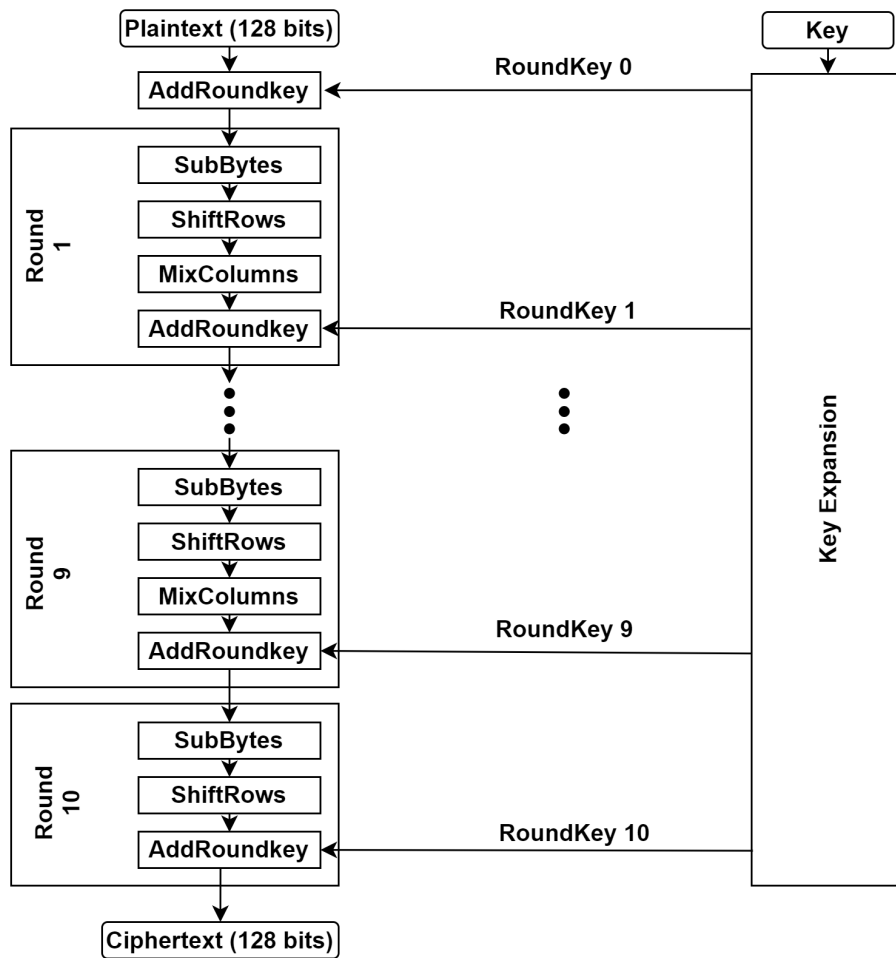 Plaintext (128 bits)
Key
RoundKey 0
AddRoundkey
Round
1
SubBytes
ShiftRows
MixColumns
RoundKey 1
AddRoundkey
Key Expansion
Round
9
SubBytes
ShiftRows
MixColumns
RoundKey 9
AddRoundkey
Round
10
SubBytes
ShiftRows
RoundKey 10
AddRoundkey
Ciphertext (128 bits)